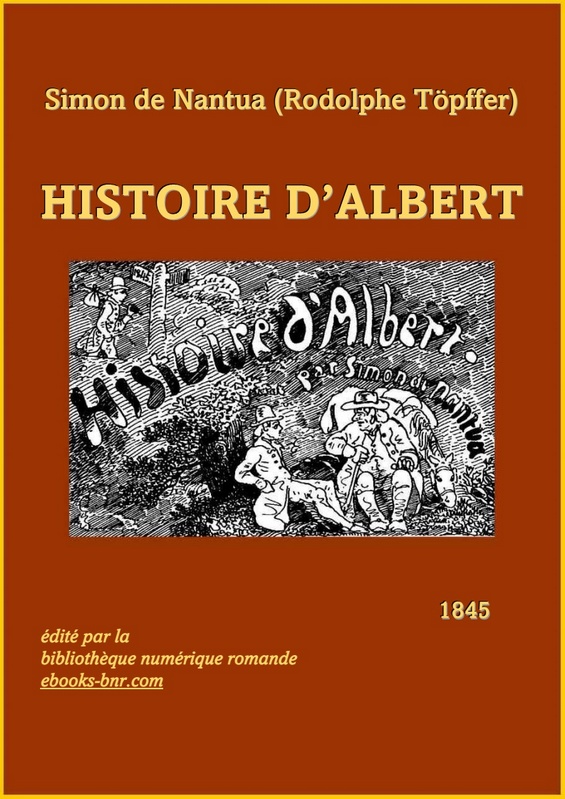 Simon de Nantua (Rodolphe Töpffer)
HISTOIRE D’ALBERT
Histoire d'Albert.
Par Simon de Nantua
1845
édité par la
bibliothèque numérique romande
ebooks-bnr.com